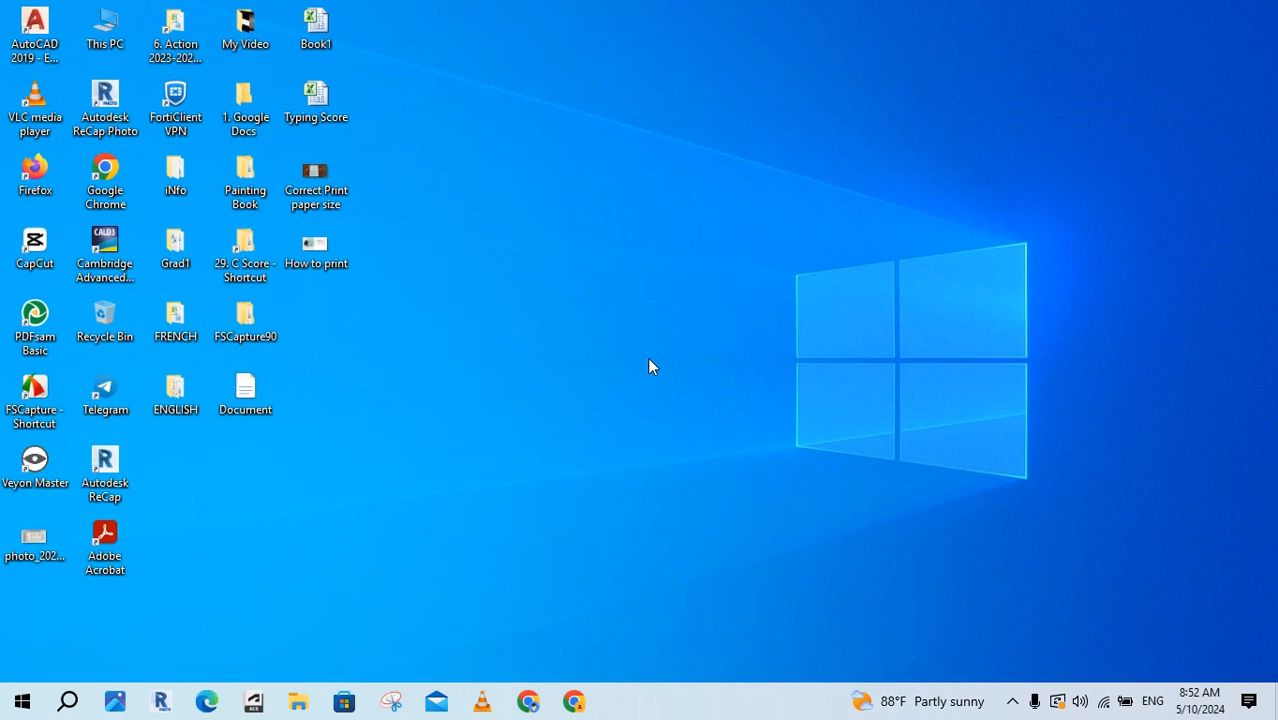 AutoCAD
2019 - E...
This PC
6. Action
2023-202...
My Video
Book1
VLC media
player
Autodesk
ReCap Photo
FortiClient
VPN
1. Google
Docs
Typing Score
Firefox
Google
Chrome
iNfo
Painting
Book
Correct Print
paper size
CapCut
Cambridge
Advanced...
Grad1
29. C Score -
Shortcut
How to print
PDFsam
Basic
Recycle Bin
FRENCH
FSCapture90
FSCapture -
Shortcut
Telegram
ENGLISH
Document
Veyon Master
Autodesk
ReCap
photo_202...
Adobe
Acrobat
88°F Partly sunny
ENG
8:52 AM
5/10/2024